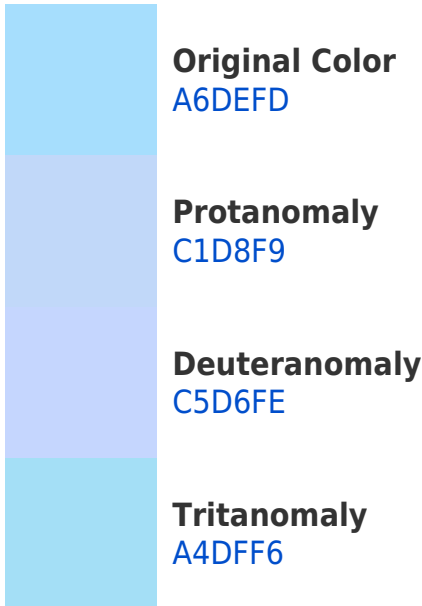 Original Color
A6DEFD
Protanomaly
C1D8F9
Deuteranomaly
C5D6FE
Tritanomaly
A4DFF6